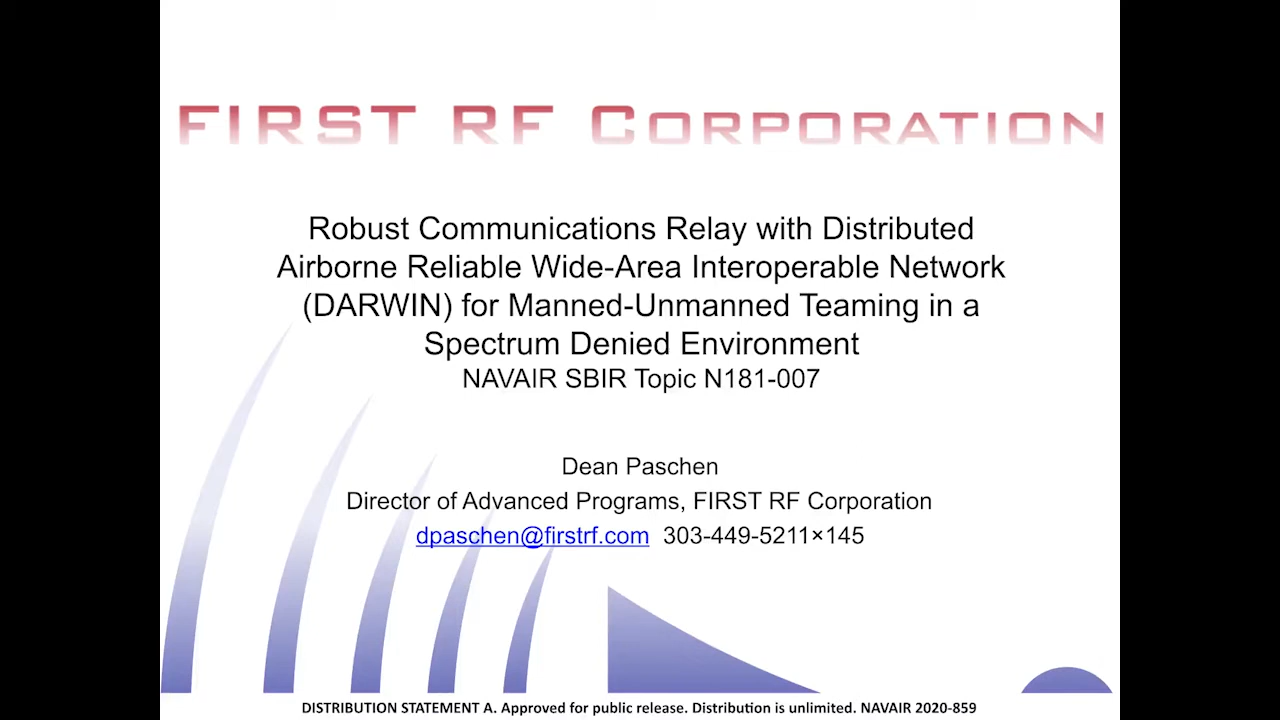 FIRST RF CORPORATION
Robust Communications Relay with Distributed
Airborne Reliable Wide-Area Interoperable Network
(DARWIN) for Manned-Unmanned Teaming in a
Spectrum Denied Environment
NAVAIR SBIR Topic N181-007
Dean Paschen
Director of Advanced Programs, FIRST RF Corporation
dpaschen@firstrf.com 303-449-5211×145
DISTRIBUTION STATEMENT A. Approved for public release. Distribution is unlimited. NAVAIR 2020-859